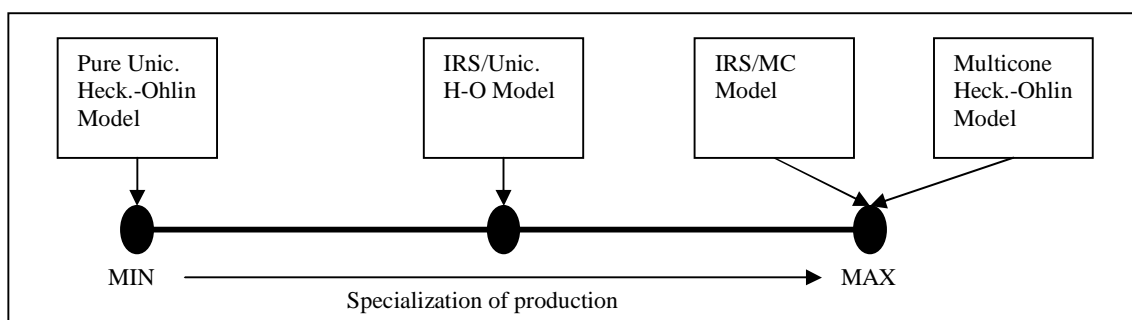 Pure Unic.
Heck.-Ohlin
Model
IRS/Unic.
H-O Model
IRS/MC
Model
Multicone
Heck.-Ohlin
Model
MIN
MAX
Specialization of production